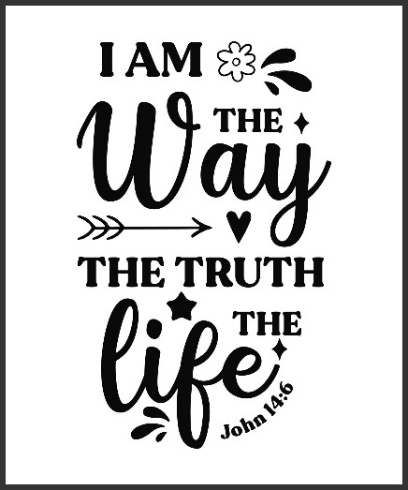 I AM
THE
Way
THE TRUTH
THE
life
John 14:6